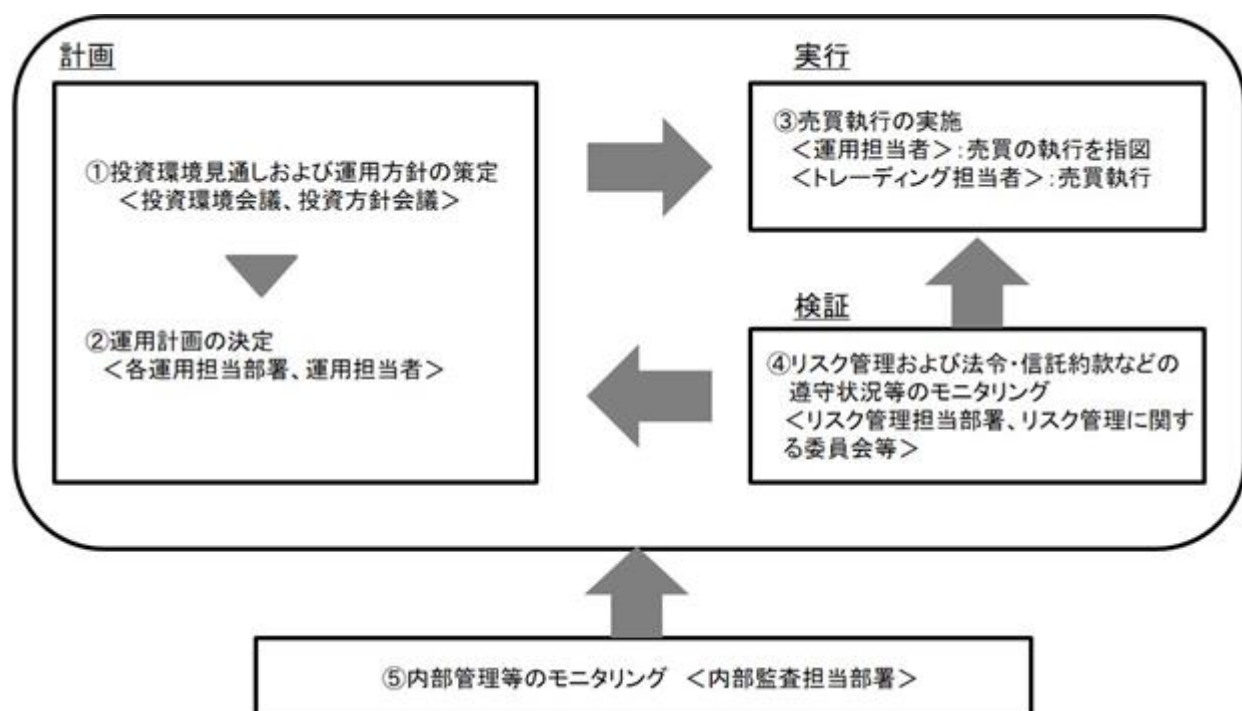 計画
①投資環境見通しおよび運用方針の策定
＜投資環境会議、投資方針会議＞
②運用計画の決定
＜各運用担当部署、運用担当者＞
実行
③売買執行の実施
＜運用担当者＞:売買の執行を指図
＜トレーディング担当者＞:売買執行
検証
④リスク管理および法令・信託約款などの
遵守状況等のモニタリング
＜リスク管理担当部署、リスク管理に関す
る委員会等＞
⑤内部管理等のモニタリング ＜内部監査担当部署＞